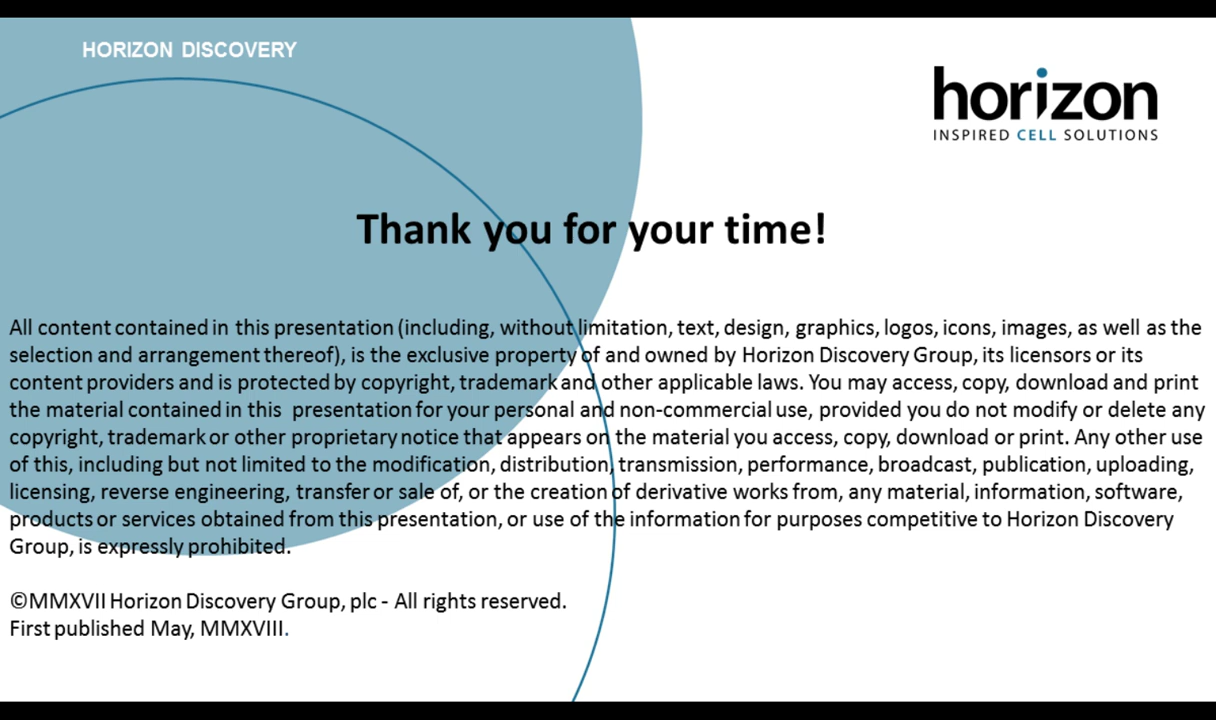 HORIZON DISCOVERY
horizon
INSPIRED CELL SOLUTIONS
Thank you for your time!
All content contained in this presentation (including, without limitation, text, design, graphics, logos, icons, images, as well as the
selection and arrangement thereof), is the exclusive property of and owned by Horizon Discovery Group, its licensors or its
content providers and is protected by copyright, trademark and other applicable laws. You may access, copy, download and print
the material contained in this presentation for your personal and non-commercial use, provided you do not modify or delete any
copyright, trademark or other proprietary notice that appears on the material you access, copy, download or print. Any other use
of this, including but not limited to the modification, distribution, transmission, performance, broadcast, publication, uploading,
licensing, reverse engineering, transfer or sale of, or the creation of derivative works from, any material, information, software,
products or services obtained from this presentation, or use of the information for purposes competitive to Horizon Discovery
Group, is expressly prohibited.
©MMXVII Horizon Discovery Group, plc - All rights reserved.
First published May, MMXVIII.